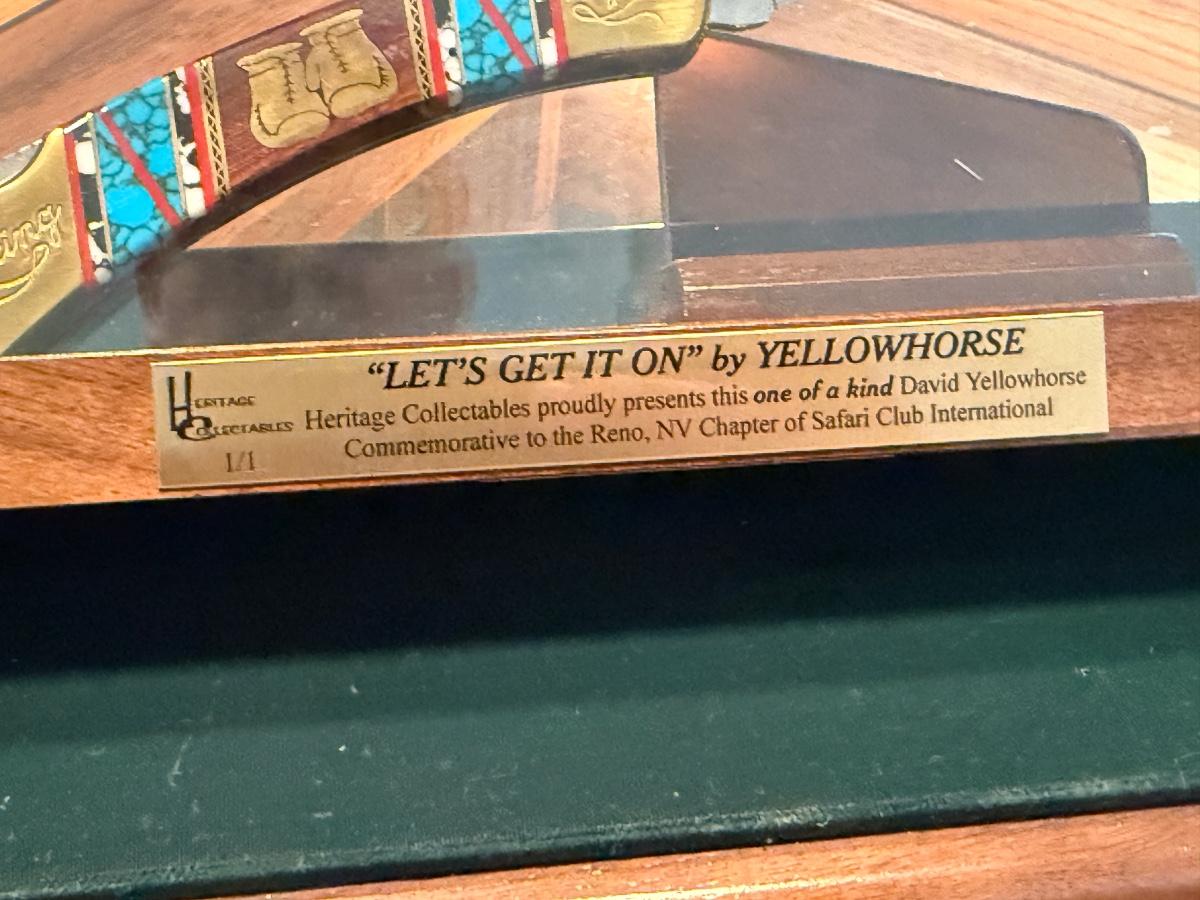 “LET’S GET IT ON” by YELLOWHORSE
HERITAGE
COLLECTABLES
Heritage Collectables proudly presents this one of a kind David Yellowhorse
Commemorative to the Reno, NV Chapter of Safari Club International
1/1